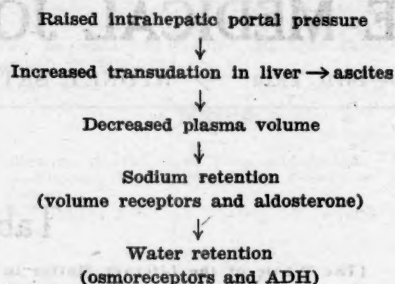 Raised intrahepatic portal pressure
↓
Increased transudation in liver → ascites
↓
Decreased plasma volume
↓
Sodium retention
(volume receptors and aldosterone)
↓
Water retention
(osmoreceptors and ADH)